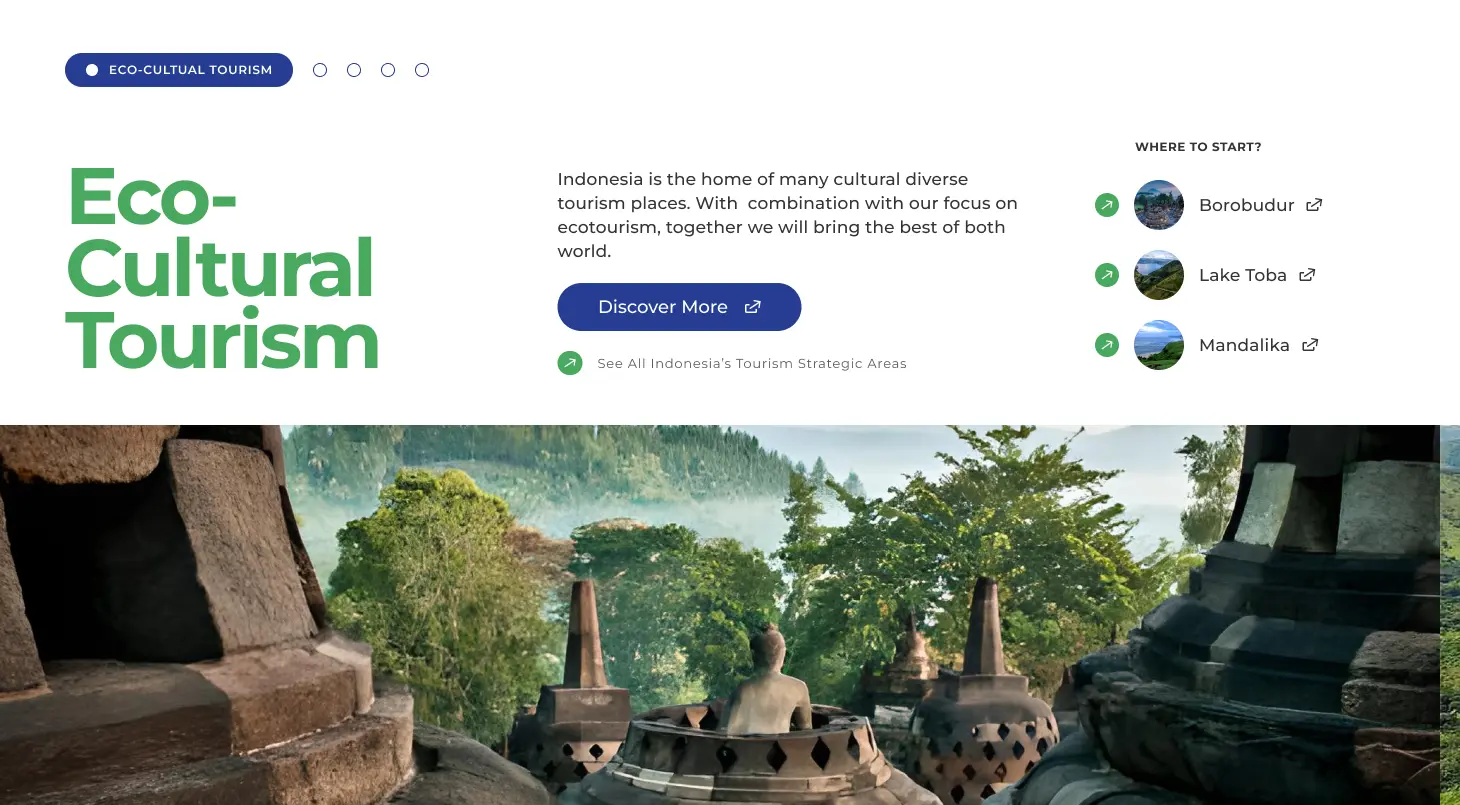 ECO-CULTUAL TOURISM
Eco-
Cultural
Tourism
Indonesia is the home of many cultural diverse
tourism places. With  combination with our focus on
ecotourism, together we will bring the best of both
world.
Discover More
See All Indonesia’s Tourism Strategic Areas
WHERE TO START?
Borobudur
Lake Toba
Mandalika